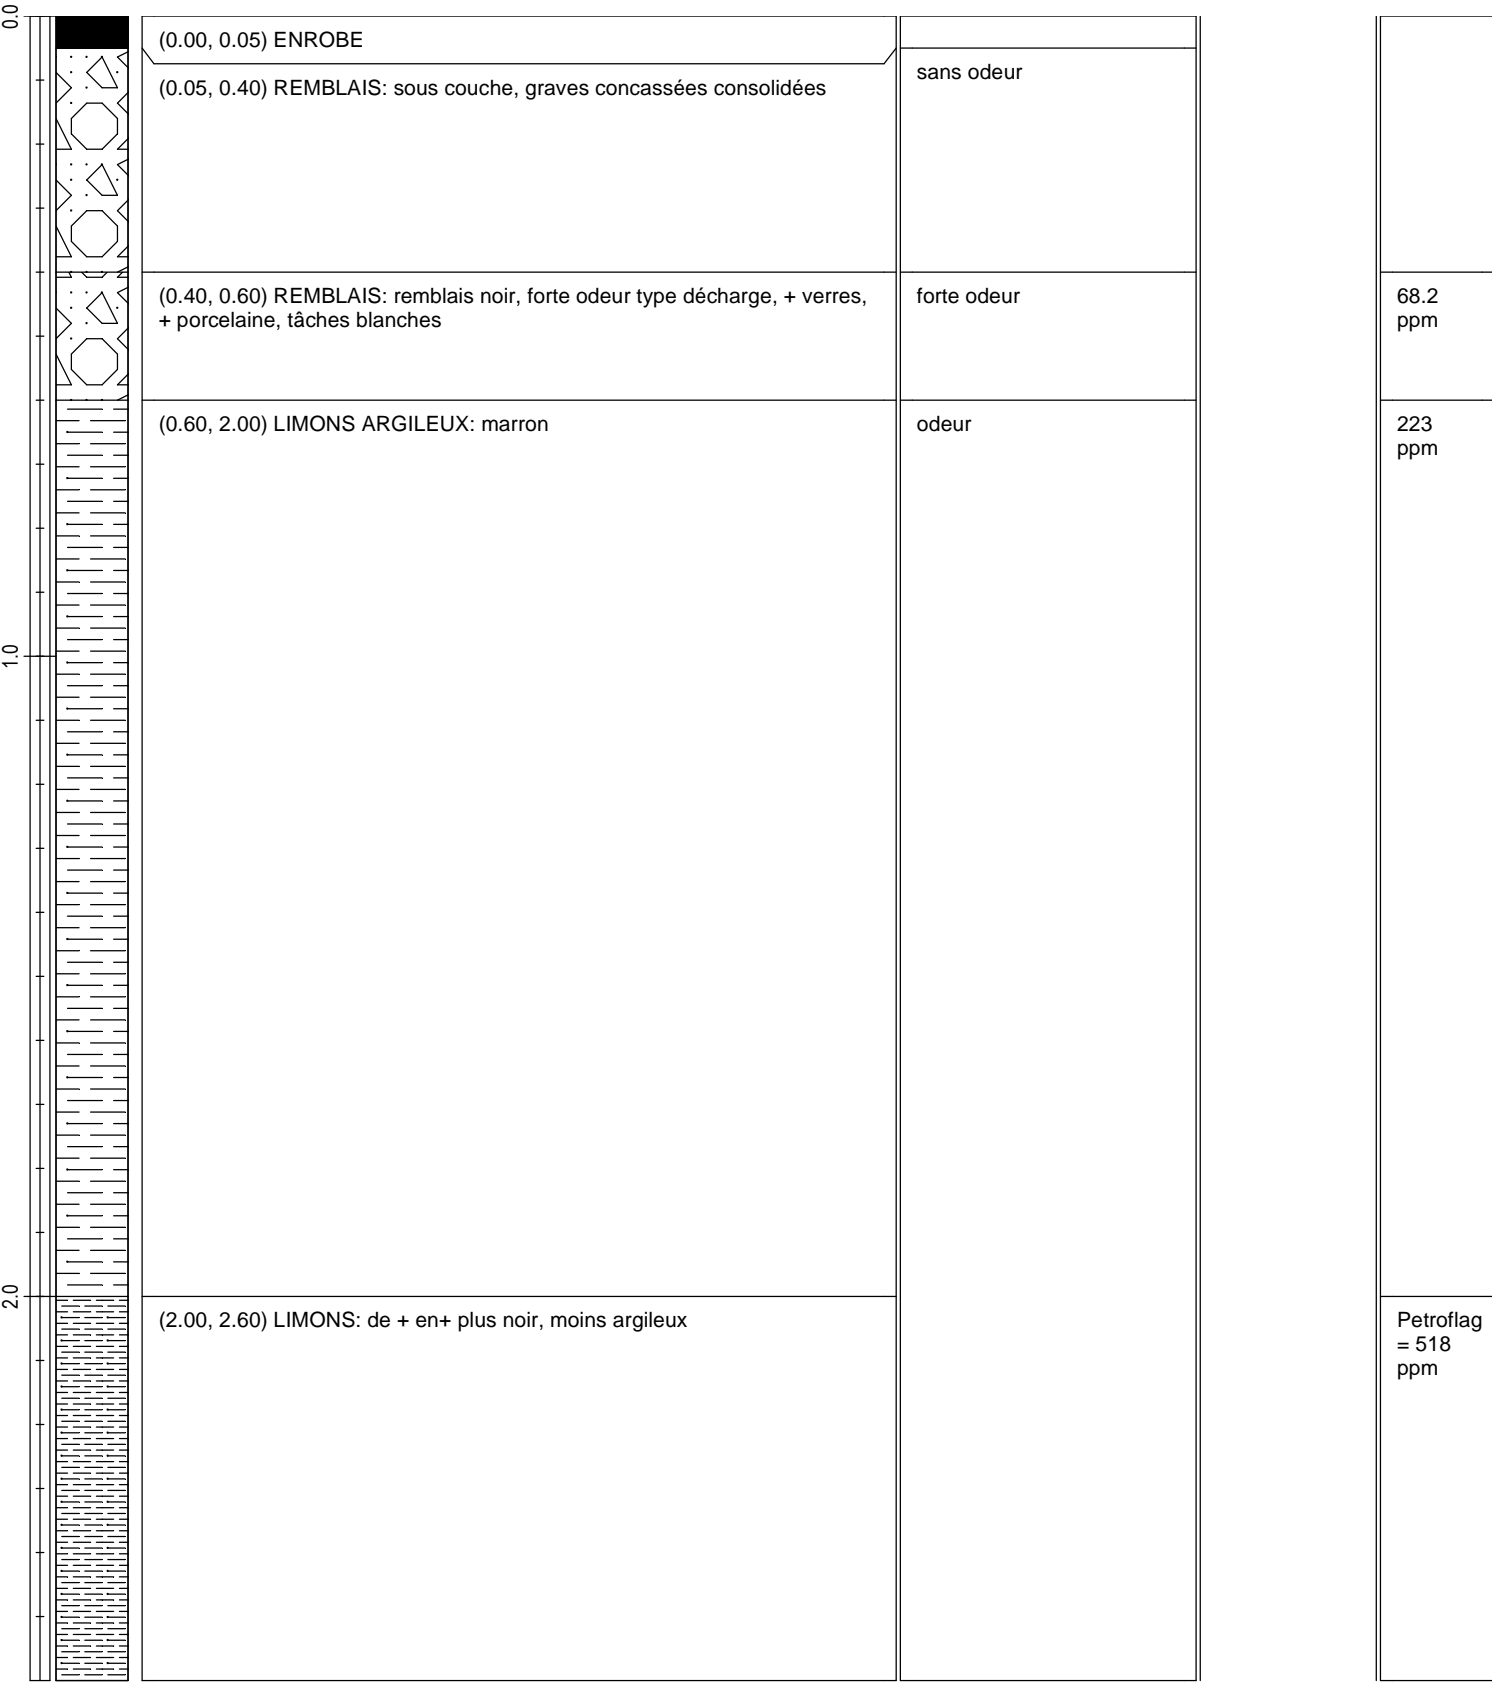 0.0
(0.00, 0.05) ENROBE
sans odeur
(0.05, 0.40) REMBLAIS: sous couche, graves concassées consolidées
(0.40, 0.60) REMBLAIS: remblais noir, forte odeur type décharge, + verres,
+ porcelaine, tâches blanches
forte odeur
68.2
ppm
(0.60, 2.00) LIMONS ARGILEUX: marron
odeur
223
ppm
1.0
2.0
(2.00, 2.60) LIMONS: de + en+ plus noir, moins argileux
Petroflag
= 518
ppm